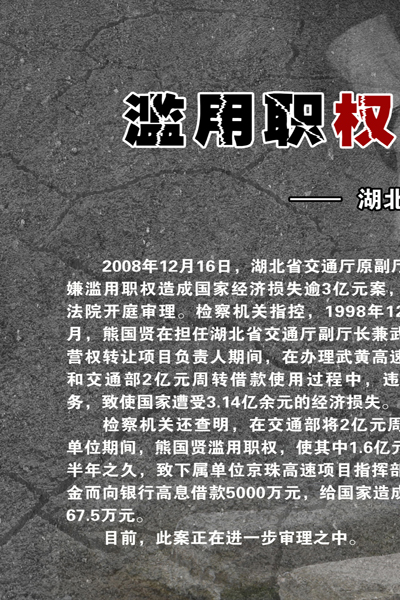 滥用职权
—— 湖北
2008年12月16日，湖北省交通厅原副厅
嫌滥用职权造成国家经济损失逾3亿元案，
法院开庭审理。检察机关指控，1998年12
月，熊国贤在担任湖北省交通厅副厅长兼武
营权转让项目负责人期间，在办理武黄高速
和交通部2亿元周转借款使用过程中，违
务，致使国家遭受3.14亿余元的经济损失。
检察机关还查明，在交通部将2亿元周
单位期间，熊国贤滥用职权，使其中1.6亿元
半年之久，致下属单位京珠高速项目指挥部
金而向银行高息借款5000万元，给国家造成
67.5万元。
目前，此案正在进一步审理之中。